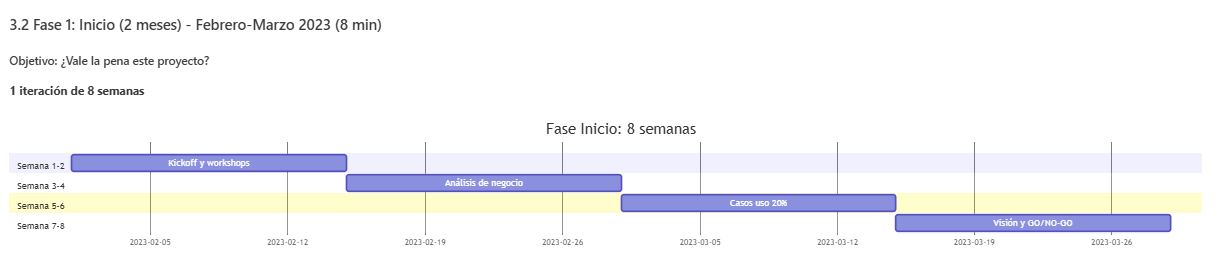 3.2 Fase 1: Inicio (2 meses) - Febrero-Marzo 2023 (8 min)
Objetivo: ¿Vale la pena este proyecto?
1 iteración de 8 semanas
Fase Inicio: 8 semanas
Semana 1-2 Kickoff y workshops
Semana 3-4 Análisis de negocio
Semana 5-6 Casos uso 20%
Semana 7-8 Visión y GO/NO-GO
2023-02-05 2023-02-12 2023-02-19 2023-02-26 2023-03-05 2023-03-12 2023-03-19 2023-03-26